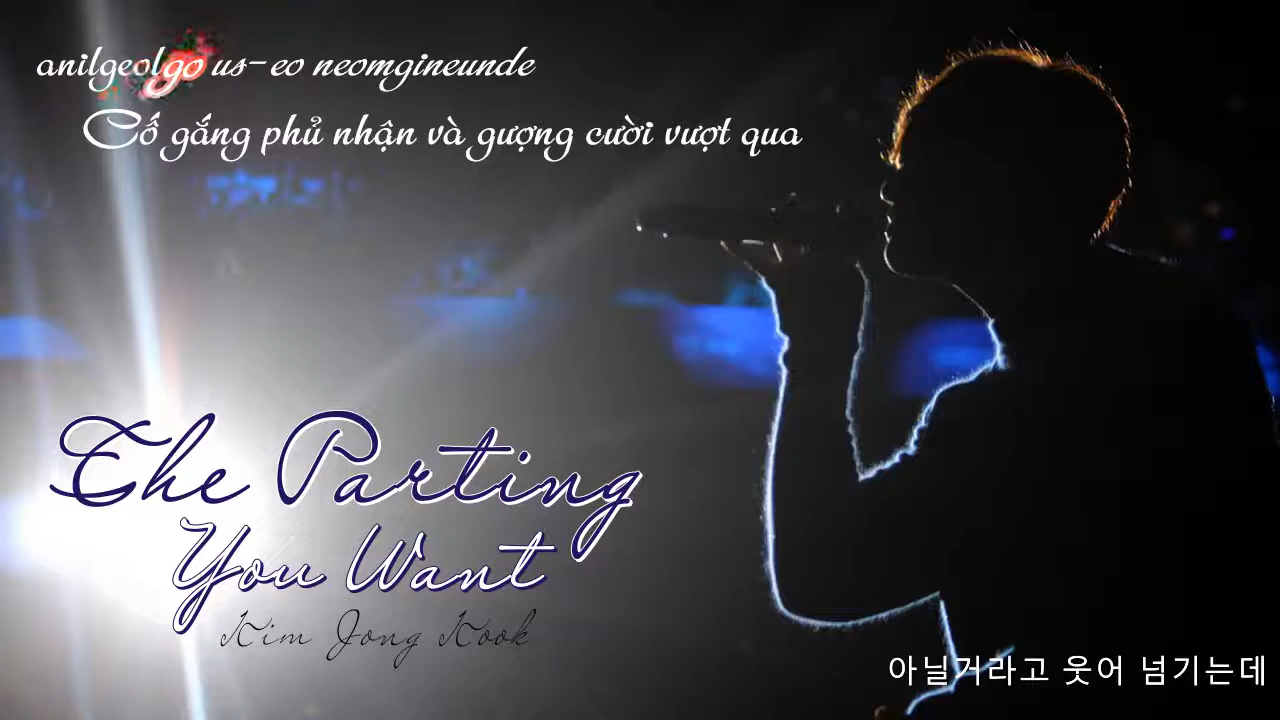 anilgeolgo us-eo neomgineunde
Cố gắng phủ nhận và gượng cười vượt qua
The Parting
You Want
Kim Jong Kook
아닐거라고 웃어 넘기는데